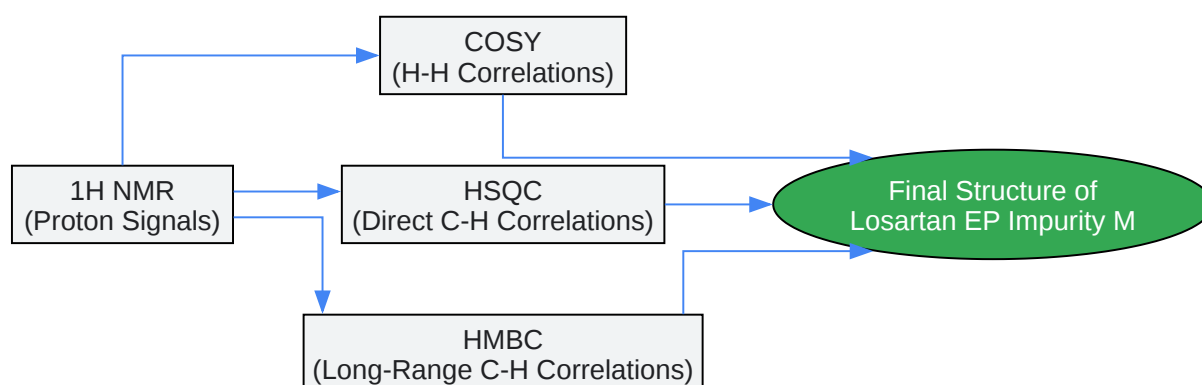 COSY
(H-H Correlations)
1H NMR
(Proton Signals)
HSQC
(Direct C-H Correlations)
Final Structure of
Losartan EP Impurity M
HMBC
(Long-Range C-H Correlations)